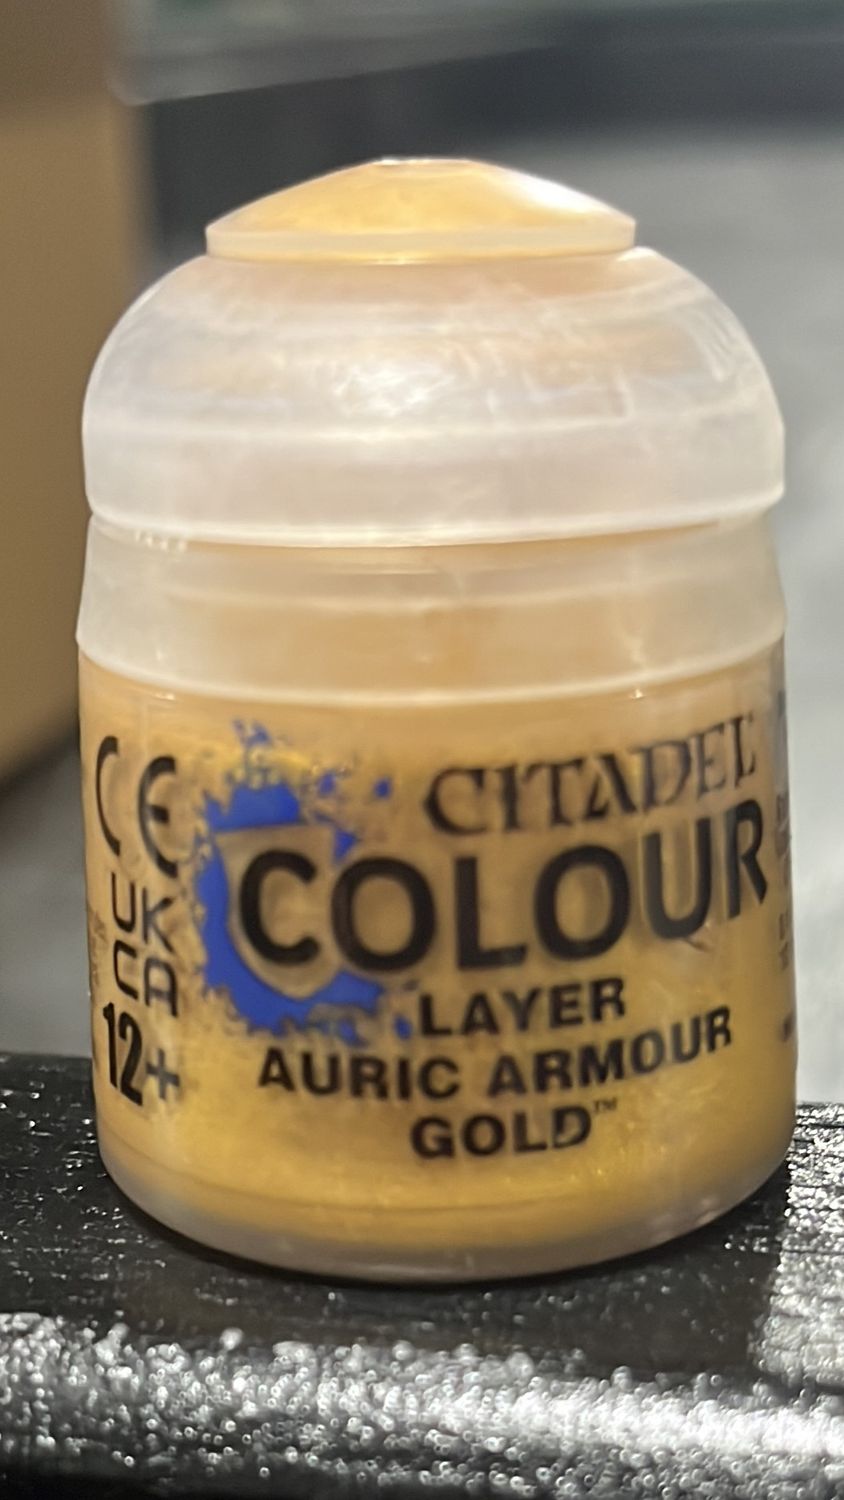 CE
UK
CA
12+
CITADEL
COLOUR
LAYER
AURIC ARMOUR
GOLD™